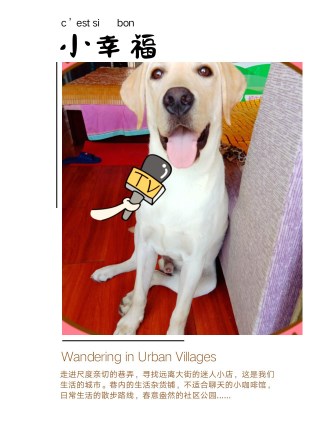 c'est si bon
小幸福
TV
Wandering in Urban Villages
走进尺度亲切的巷弄，寻找远离大街的迷人小店，这是我们
生活的城市。巷内的生活杂货铺，不适合聊天的小咖啡馆，
日常生活的散步路线，春意盎然的社区公园......